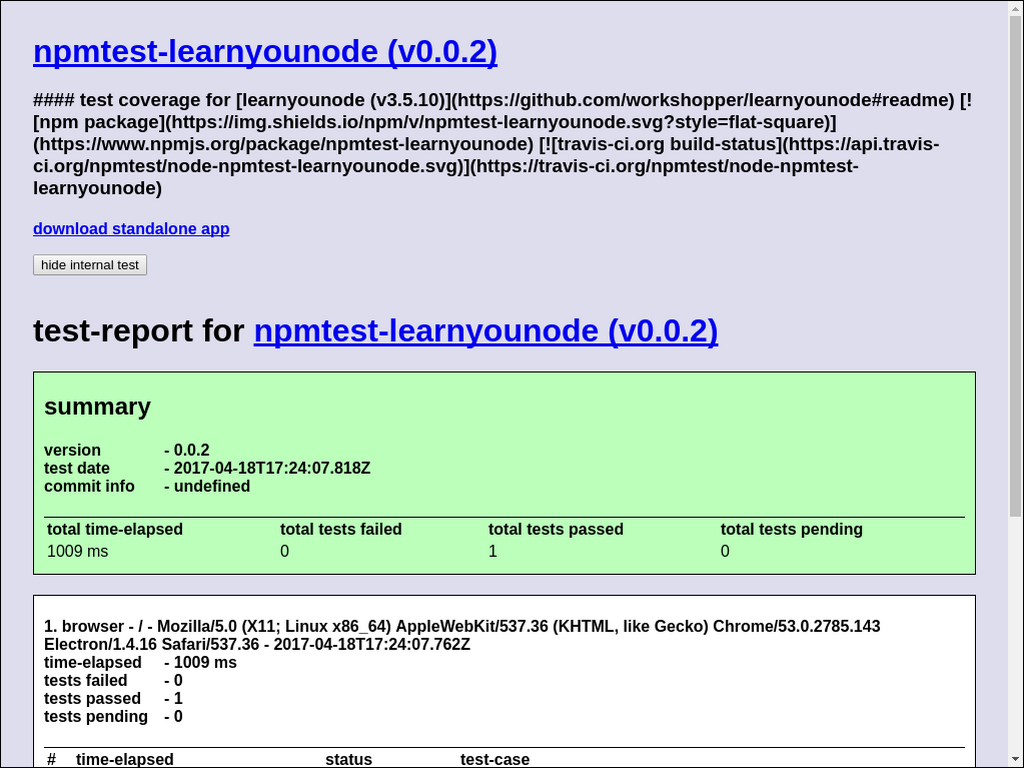 npmtest-learnyounode (v0.0.2)
#### test coverage for [learnyounode (v3.5.10)](https://github.com/workshopper/learnyounode#readme) [!
[npm package](https://img.shields.io/npm/v/npmtest-learnyounode.svg?style=flat-square)]
(https://www.npmjs.org/package/npmtest-learnyounode) [![travis-ci.org build-status](https://api.travis-
ci.org/npmtest/node-npmtest-learnyounode.svg)](https://travis-ci.org/npmtest/node-npmtest-
learnyounode)
download standalone app
hide internal test
test-report for npmtest-learnyounode (v0.0.2)
summary
version - 0.0.2
test date - 2017-04-18T17:24:07.818Z
commit info - undefined
total time-elapsed total tests failed total tests passed total tests pending
1009 ms 0 1 0
1. browser - / - Mozilla/5.0 (X11; Linux x86_64) AppleWebKit/537.36 (KHTML, like Gecko) Chrome/53.0.2785.143
Electron/1.4.16 Safari/537.36 - 2017-04-18T17:24:07.762Z
time-elapsed - 1009 ms
tests failed - 0
tests passed - 1
tests pending - 0
# time-elapsed status test-case